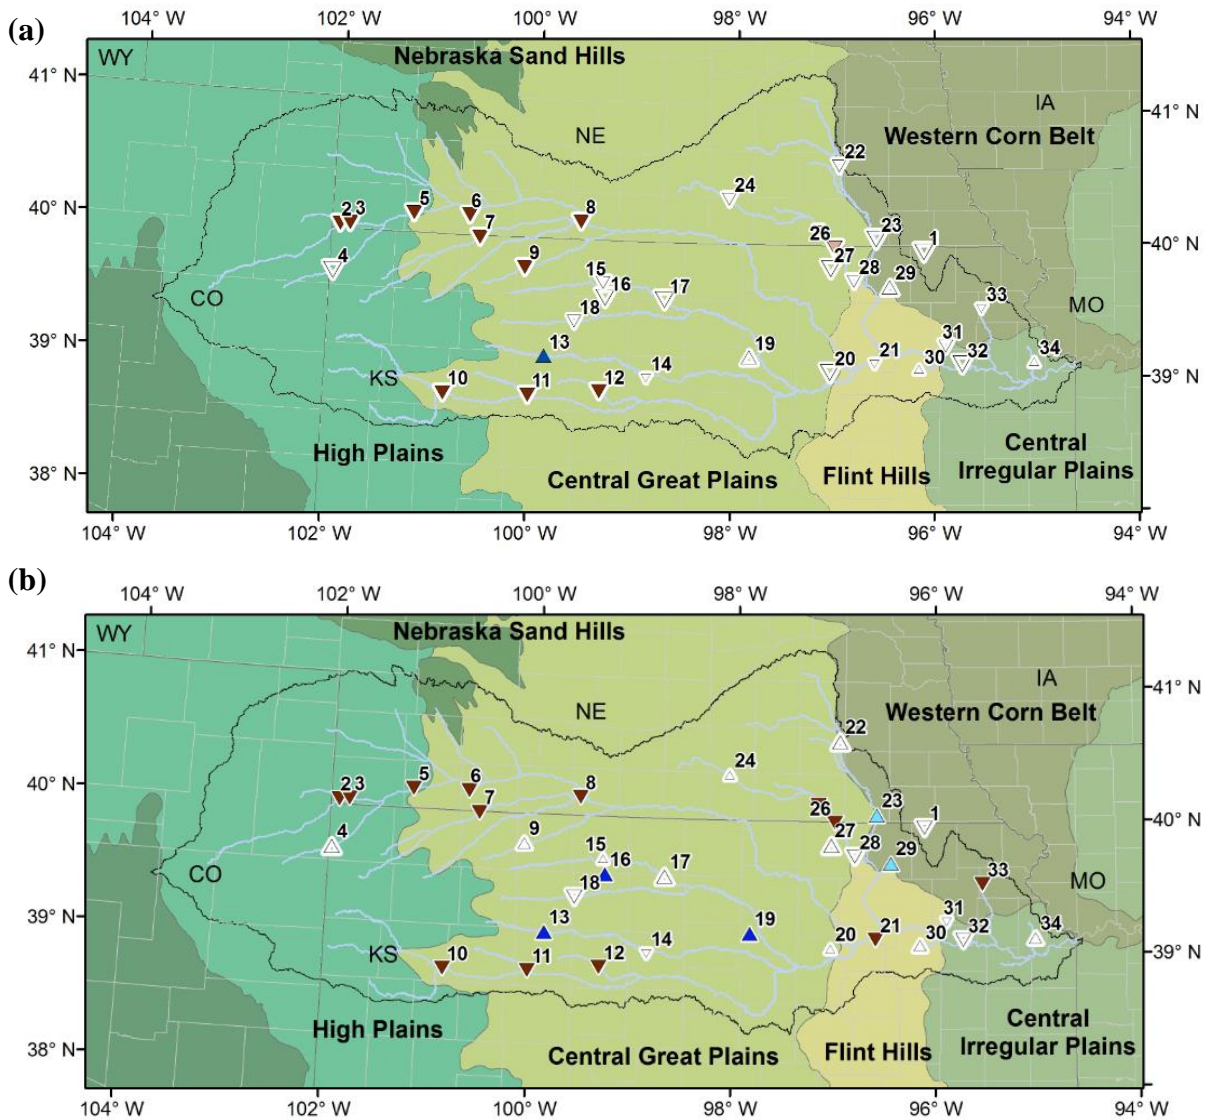 (a)
104° W 102° W 100° W 98° W 96° W 94° W
WY
Nebraska Sand Hills
41° N
IA
41° N
NE
Western Corn Belt
22
24
40° N
2 3 5 6 8
7
26 23 1
40° N
4 9 27 28 29
15 16 17
CO
18
33
MO
39° N
13 19 31 34
KS
10 11 12 14 20 21 30 32
39° N
High Plains
Central
Irregular Plains
Central Great Plains
Flint Hills
38° N
104° W 102° W 100° W 98° W 96° W 94° W
(b)
104° W 102° W 100° W 98° W 96° W 94° W
WY
Nebraska Sand Hills
41° N
IA
41° N
NE
Western Corn Belt
22
24
40° N
2 3 5 6 8
7
26 23 1
40° N
4 9 27 28 29
15 16 17
CO
18
33
MO
39° N
13 19 31 34
KS
10 11 12 14 20 21 30 32
39° N
High Plains
Central
Irregular Plains
Central Great Plains
Flint Hills
38° N
104° W 102° W 100° W 98° W 96° W 94° W